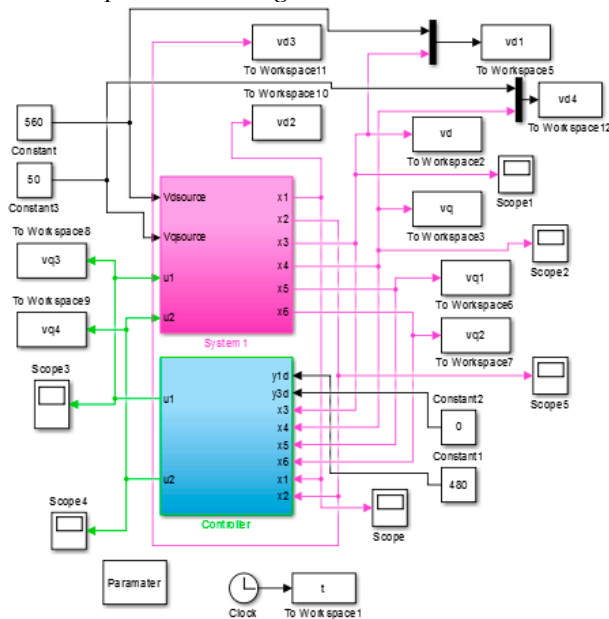 vd3
To Workspace11
To Workspace10
vd1
To Workspace5
vd4
To Workspace12
vd2
560
Constant
50
Constant3
vd
To Workspace2
Scope1
vq
To Workspace3
Scope2
To Workspace8
vq3
To Workspace9
vq4
Vdsource
Vqsource
u1
u2
x1
x2
x3
x4
x5
x6
System 1
vq1
To Workspace6
vq2
To Workspace7
Scope3
Scope5
y1d
y3d
x3
x4
x5
x6
x1
x2
u1
u2
Controller
Constant2
0
Constant1
480
Scope4
Scope
Paramater
Clock
t
To Workspace1